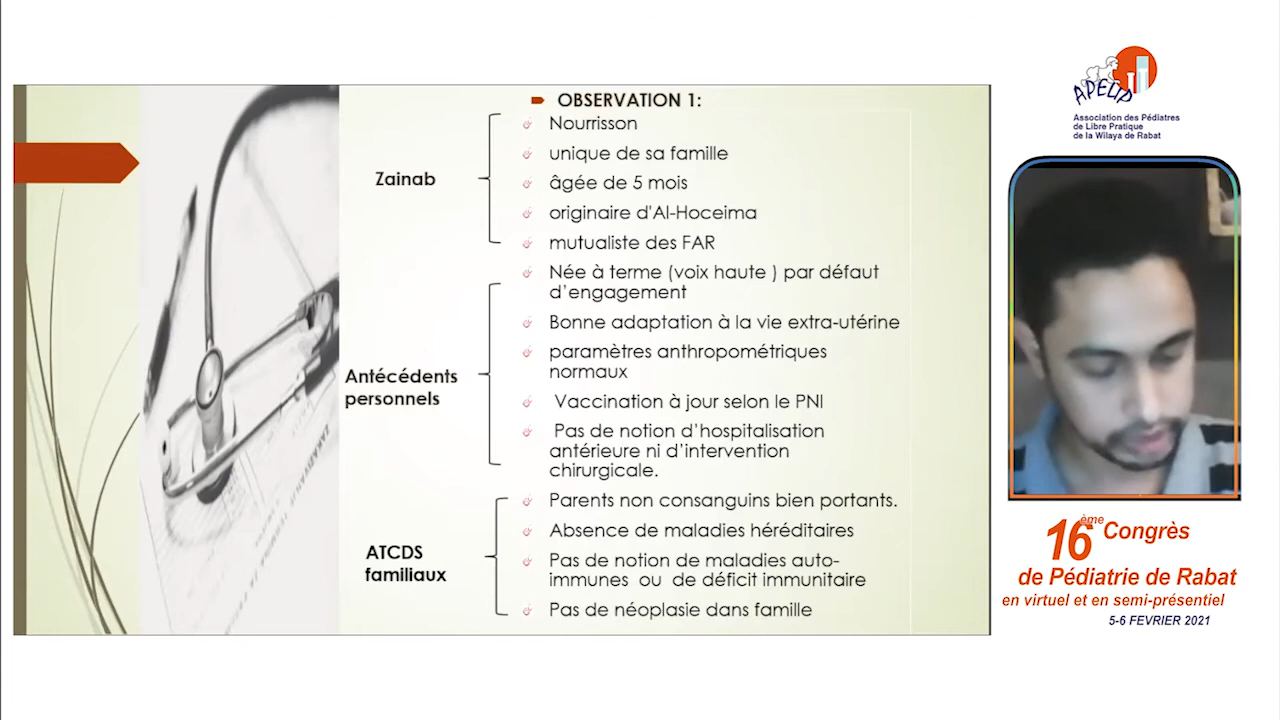 OBSERVATION 1:
Zainab
Nourrisson
unique de sa famille
âgée de 5 mois
originaire d'Al-Hoceima
mutualiste des FAR
Antécédents
personnels
Née à terme (voix haute ) par défaut
d'engagement
Bonne adaptation à la vie extra-utérine
paramètres anthropométriques
normaux
Vaccination à jour selon le PNI
Pas de notion d'hospitalisation
antérieure ni d'intervention
chirurgicale.
ATCDS
familiaux
Parents non consanguins bien portants.
Absence de maladies héréditaires
Pas de notion de maladies auto-
immunes ou de déficit immunitaire
Pas de néoplasie dans famille
Association des Pédiatres
de Libre Pratique
de la Wilaya de Rabat
16ème Congrès
de Pédiatrie de Rabat
en virtuel et en semi-présentiel
5-6 FEVRIER 2021